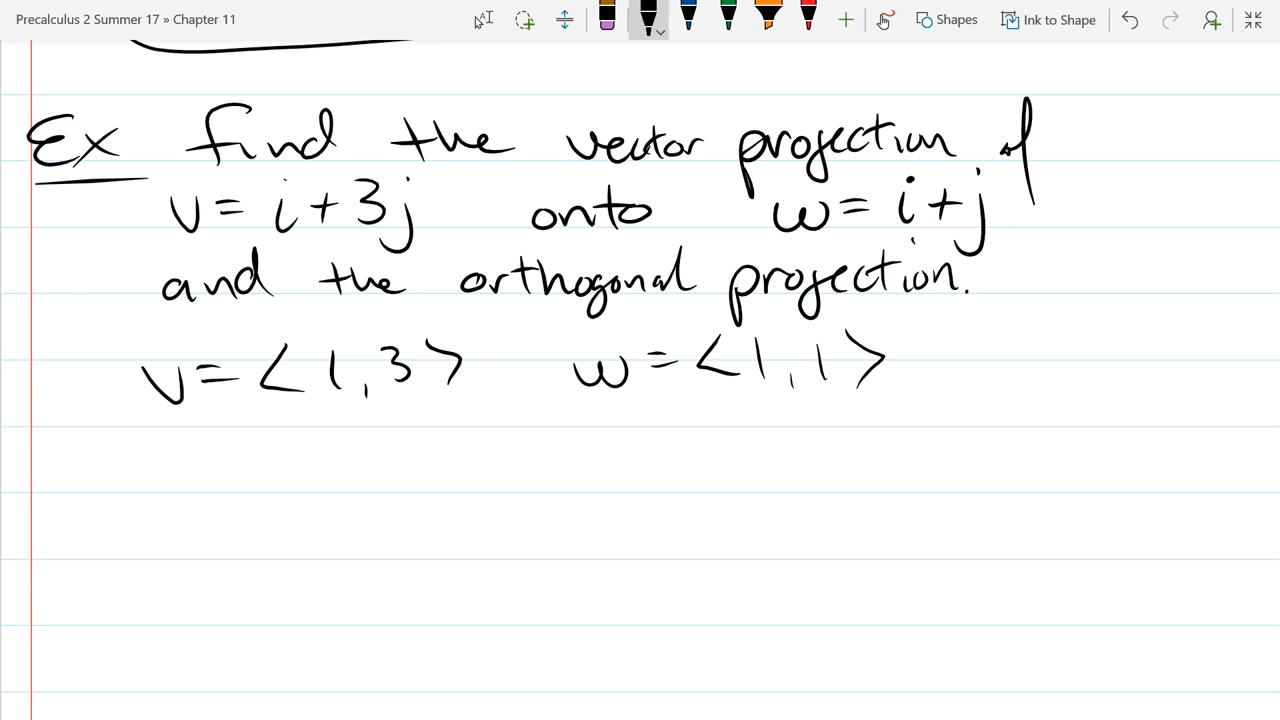 Precalculus 2 Summer 17 » Chapter 11
Shapes
Ink to Shape
Ex find the vector projection of
v = i + 3j onto w = i + j
and the orthogonal projection.
v = < 1, 3 > w = < 1, 1 >